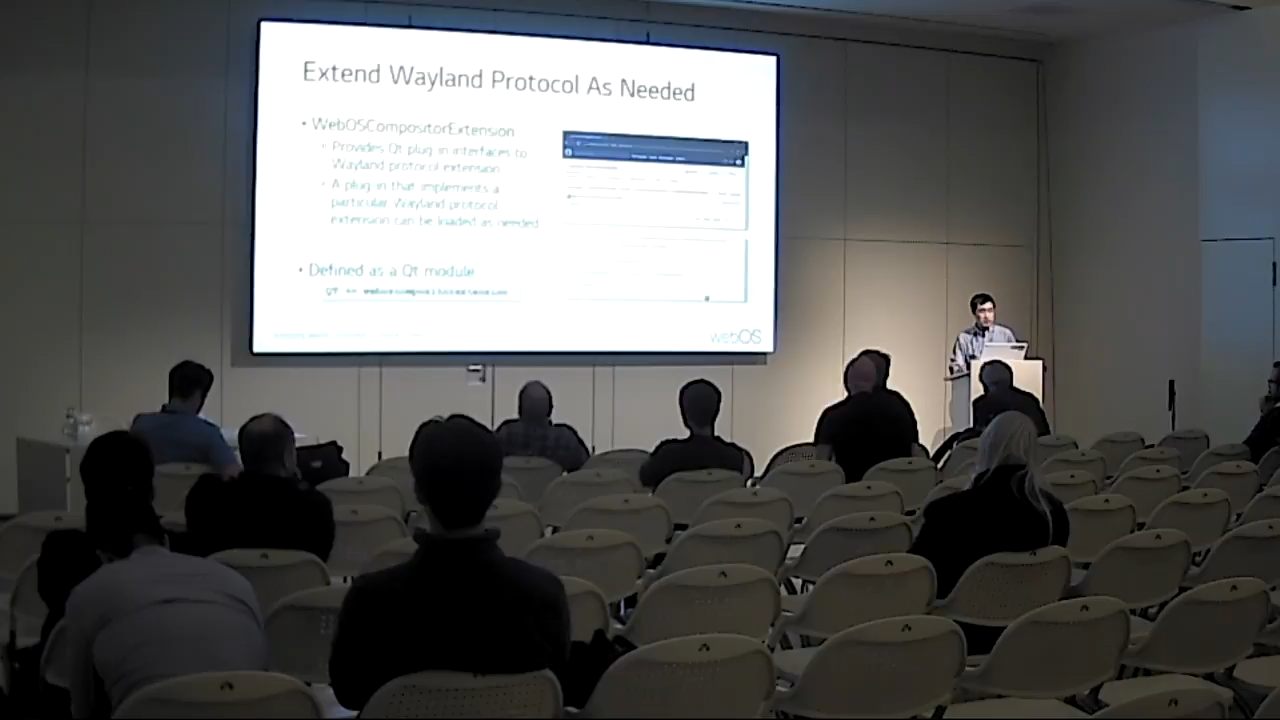 Extend Wayland Protocol As Needed
• WebOSCompositorExtension
• Provides Qt plug in interfaces to
Wayland protocol extension
• A plug in that implements a
particular Wayland protocol
extension can be loaded as needed
• Defined as a Qt module
QT +=
webOS